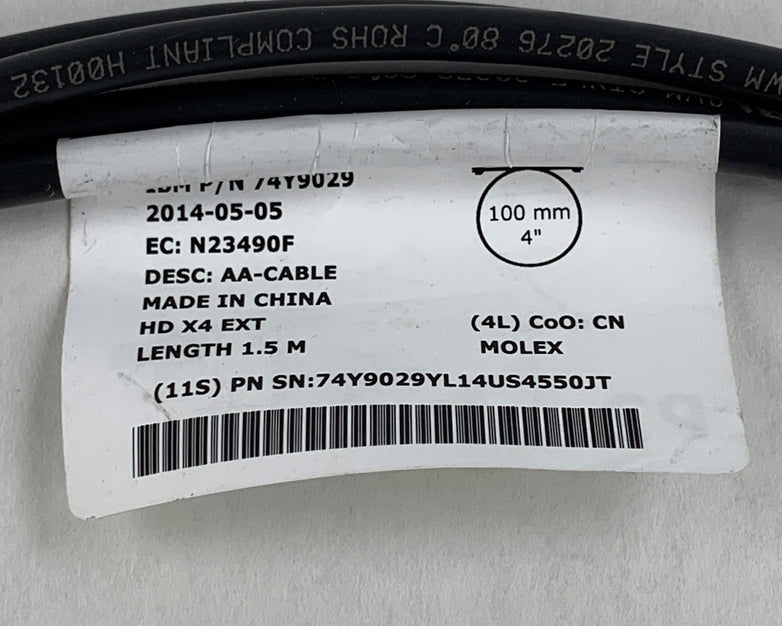 WM STYLE 20276 80°C ROHS COMPLIANT H00132
IBM P/N 74Y9029
2014-05-05
EC: N23490F
DESC: AA-CABLE
MADE IN CHINA
HD X4 EXT
LENGTH 1.5 M
100 mm
4"
(4L) CoO: CN
MOLEX
(11S) PN SN:74Y9029YL14US4550JT